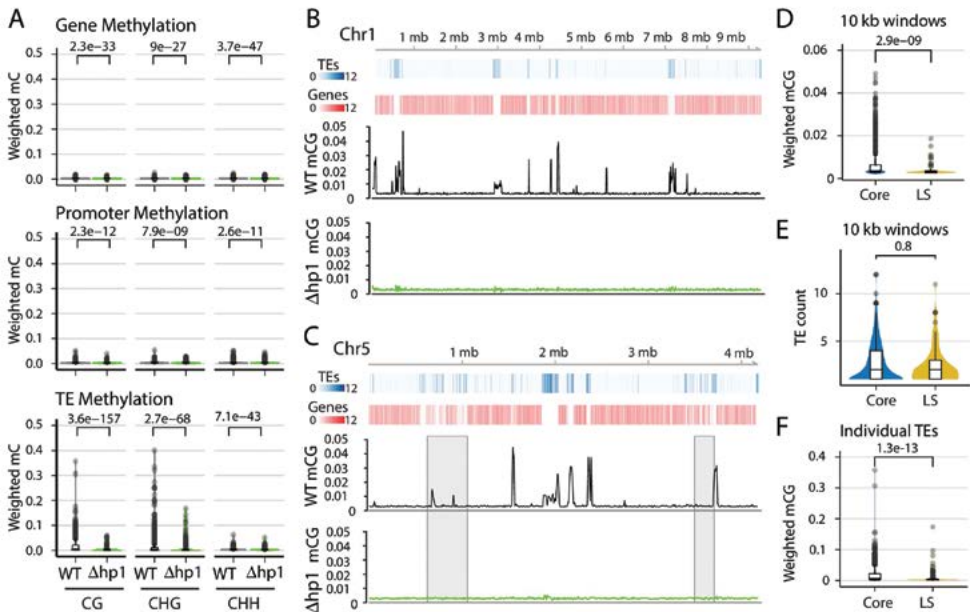 A
Gene Methylation
2.3e−33 9e−27 3.7e−47
Weighted mC
0.5
0.4
0.3
0.2
0.1
0.0
Promoter Methylation
2.3e−12 7.9e−09 2.6e−11
Weighted mC
0.5
0.4
0.3
0.2
0.1
0.0
TE Methylation
3.6e−157 2.7e−68 7.1e−43
Weighted mC
0.5
0.4
0.3
0.2
0.1
0.0
WT Δhp1 WT Δhp1 WT Δhp1
CG CHG CHH
B
Chr1
1 mb 2 mb 3 mb 4 mb 5 mb 6 mb 7 mb 8 mb 9 mb
TEs
0 12
Genes
0 12
WT mCG
0.05
0.04
0.03
0.02
0.01
0
Δhp1 mCG
0.05
0.04
0.03
0.02
0.01
0
C
Chr5
1 mb 2 mb 3 mb 4 mb
TEs
0 12
Genes
0 12
WT mCG
0.05
0.04
0.03
0.02
0.01
0
Δhp1 mCG
0.05
0.04
0.03
0.02
0.01
0
D
10 kb windows
2.9e−09
Weighted mCG
0.06
0.04
0.02
0
Core LS
E
10 kb windows
0.8
TE count
10
5
Core LS
F
Individual TEs
1.3e−13
Weighted mCG
0.4
0.3
0.2
0.1
0
Core LS